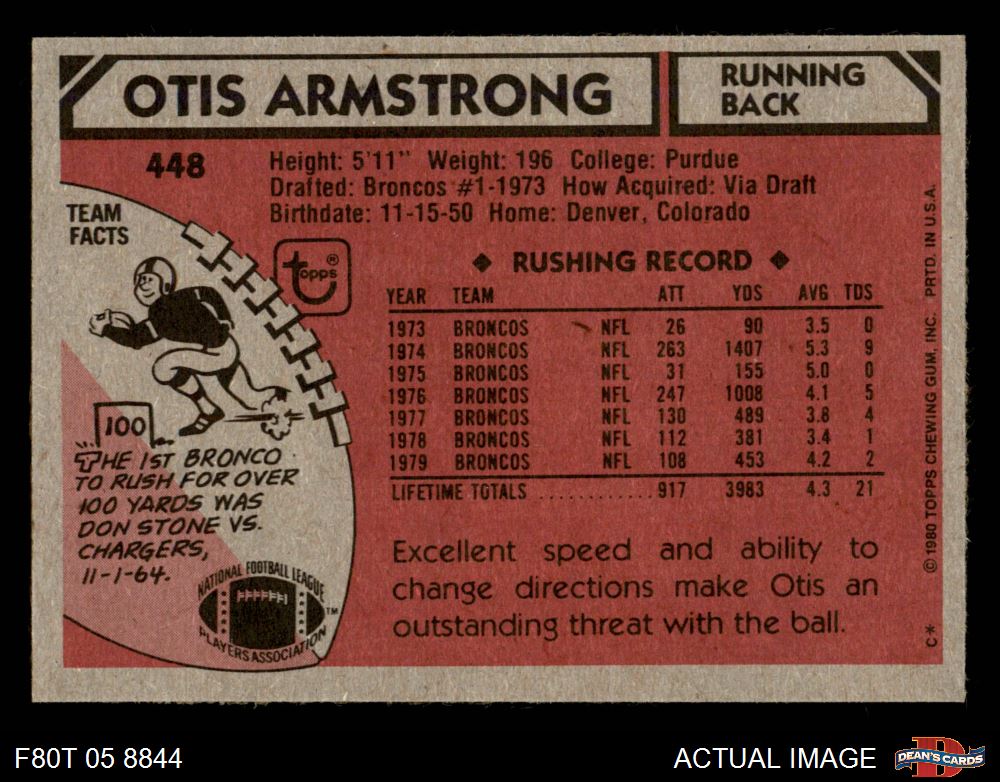 OTIS ARMSTRONG
RUNNING
BACK
448
Height: 5'11" Weight: 196 College: Purdue
Drafted: Broncos #1-1973 How Acquired: Via Draft
Birthdate: 11-15-50 Home: Denver, Colorado
TEAM
FACTS
topps ®
100
THE 1ST BRONCO
TO RUSH FOR OVER
100 YARDS WAS
DON STONE VS.
CHARGERS,
11-1-64.
NATIONAL FOOTBALL LEAGUE
PLAYERS ASSOCIATION
TM
◆ RUSHING RECORD ◆
YEAR TEAM ATT YDS AVG TDS
1973 BRONCOS NFL 26 90 3.5 0
1974 BRONCOS NFL 263 1407 5.3 9
1975 BRONCOS NFL 31 155 5.0 0
1976 BRONCOS NFL 247 1008 4.1 5
1977 BRONCOS NFL 130 489 3.8 4
1978 BRONCOS NFL 112 381 3.4 1
1979 BRONCOS NFL 108 453 4.2 2
LIFETIME TOTALS ............ 917 3983 4.3 21
Excellent speed and ability to
change directions make Otis an
outstanding threat with the ball.
© 1980 TOPPS CHEWING GUM, INC. PRTD. IN U.S.A.
C*
F80T 05 8844
ACTUAL IMAGE
D
DEAN'S CARDS